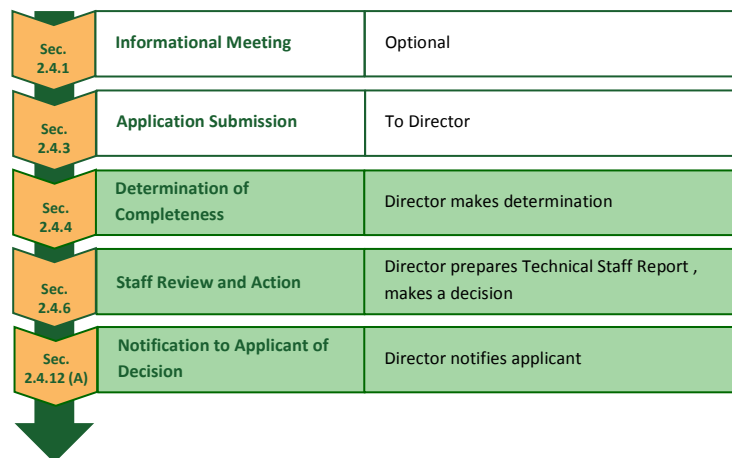 Sec.
2.4.1
Informational Meeting
Optional
Sec.
2.4.3
Application Submission
To Director
Sec.
2.4.4
Determination of
Completeness
Director makes determination
Sec.
2.4.6
Staff Review and Action
Director prepares Technical Staff Report ,
makes a decision
Sec.
2.4.12 (A)
Notification to Applicant of
Decision
Director notifies applicant